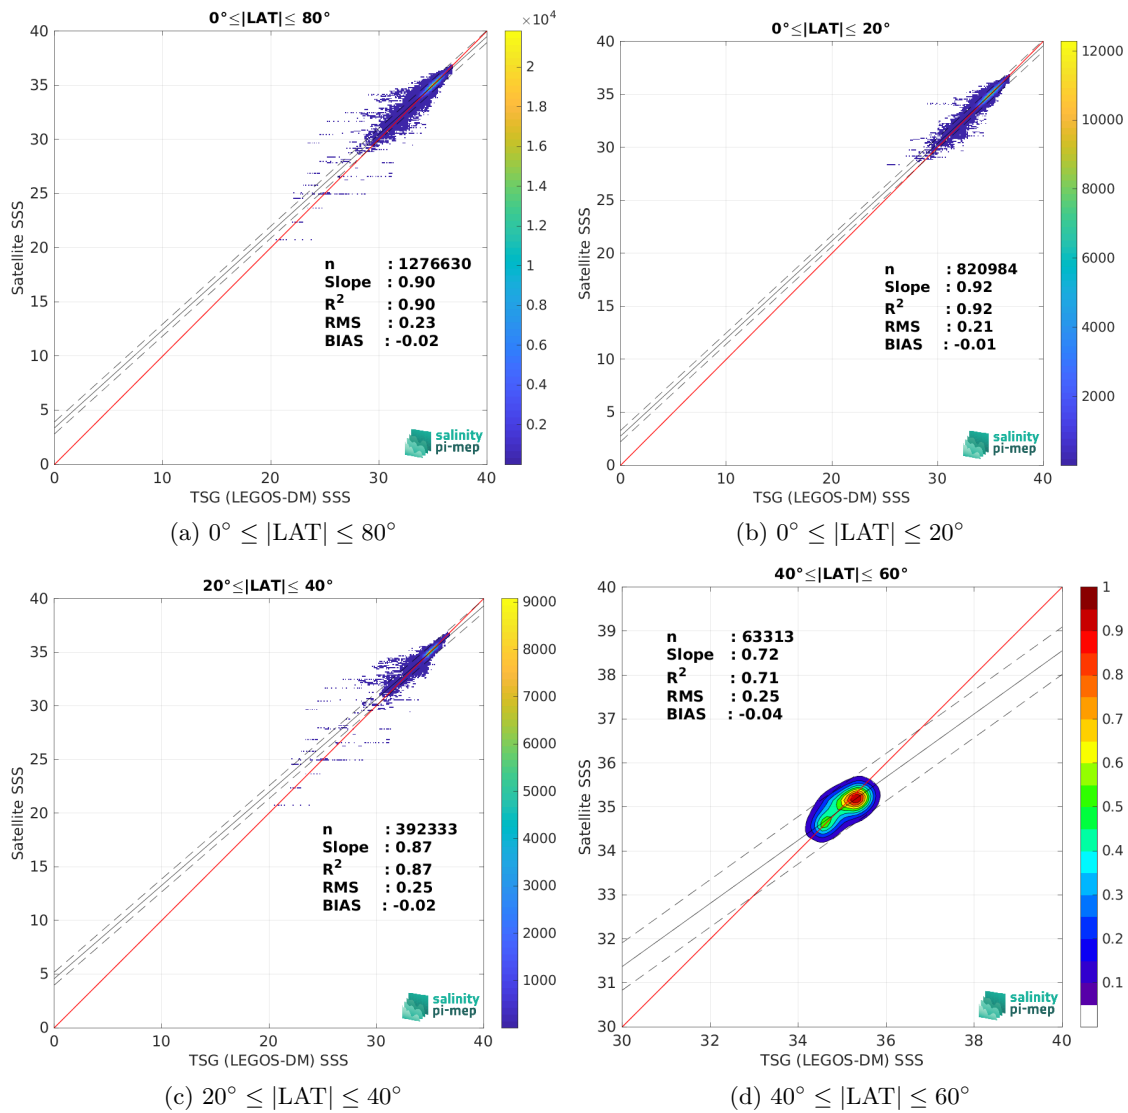 0°≤|LAT|≤ 80°
×10⁴
Satellite SSS
40
35
30
25
20
15
10
5
0
0
10
20
30
40
TSG (LEGOS-DM) SSS
n : 1276630
Slope : 0.90
R² : 0.90
RMS : 0.23
BIAS : -0.02
salinity
pi-mep
2
1.8
1.6
1.4
1.2
1
0.8
0.6
0.4
0.2
(a) 0° ≤ |LAT| ≤ 80°
0°≤|LAT|≤ 20°
Satellite SSS
40
35
30
25
20
15
10
5
0
0
10
20
30
40
TSG (LEGOS-DM) SSS
n : 820984
Slope : 0.92
R² : 0.92
RMS : 0.21
BIAS : -0.01
salinity
pi-mep
12000
10000
8000
6000
4000
2000
(b) 0° ≤ |LAT| ≤ 20°
20°≤|LAT|≤ 40°
Satellite SSS
40
35
30
25
20
15
10
5
0
0
10
20
30
40
TSG (LEGOS-DM) SSS
n : 392333
Slope : 0.87
R² : 0.87
RMS : 0.25
BIAS : -0.02
salinity
pi-mep
9000
8000
7000
6000
5000
4000
3000
2000
1000
(c) 20° ≤ |LAT| ≤ 40°
40°≤|LAT|≤ 60°
Satellite SSS
40
39
38
37
36
35
34
33
32
31
30
30
32
34
36
38
40
TSG (LEGOS-DM) SSS
n : 63313
Slope : 0.72
R² : 0.71
RMS : 0.25
BIAS : -0.04
salinity
pi-mep
1
0.9
0.8
0.7
0.6
0.5
0.4
0.3
0.2
0.1
(d) 40° ≤ |LAT| ≤ 60°